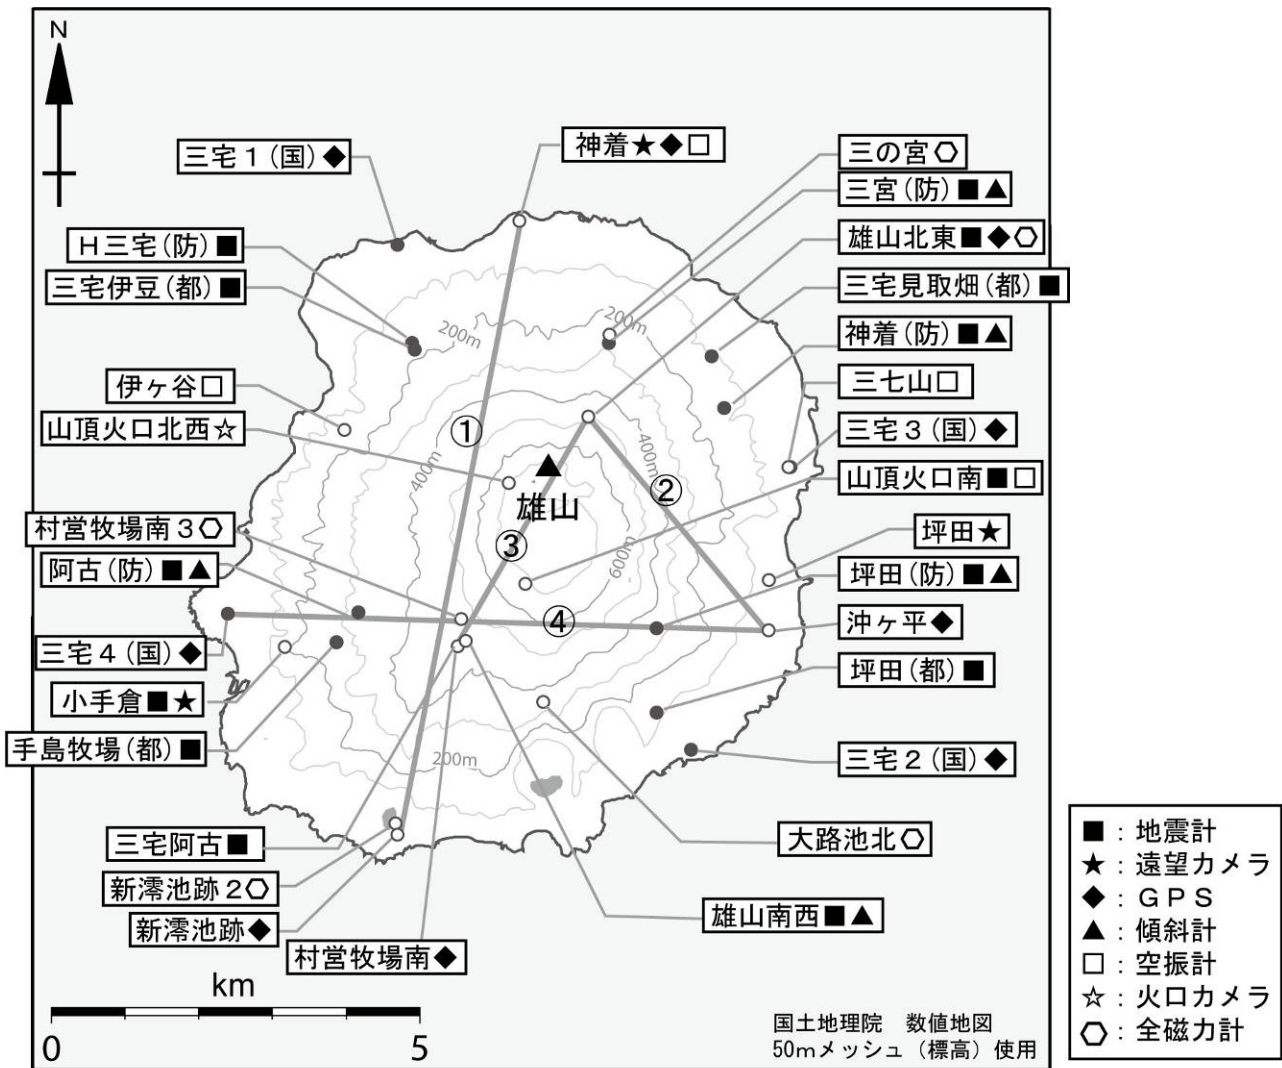 N
三宅1(国)◆
神着★◆□
三の宮⬡
三宮(防)■▲
H三宅(防)■
雄山北東■◆⬡
三宅伊豆(都)■
三宅見取畑(都)■
200m
200m
神着(防)■▲
伊ヶ谷□
三七山□
山頂火口北西☆
①
三宅3(国)◆
400m
400m
山頂火口南■□
②
雄山
村営牧場南3⬡
坪田★
③
600m
阿古(防)■▲
坪田(防)■▲
④
沖ヶ平◆
三宅4(国)◆
坪田(都)■
小手倉■★
手島牧場(都)■
200m
三宅2(国)◆
三宅阿古■
大路池北⬡
新澪池跡2⬡
雄山南西■▲
新澪池跡◆
村営牧場南◆
km
0
5
国土地理院 数値地図
50mメッシュ(標高)使用
■:地震計
★:遠望カメラ
◆:GPS
▲:傾斜計
□:空振計
☆:火口カメラ
⬡:全磁力計